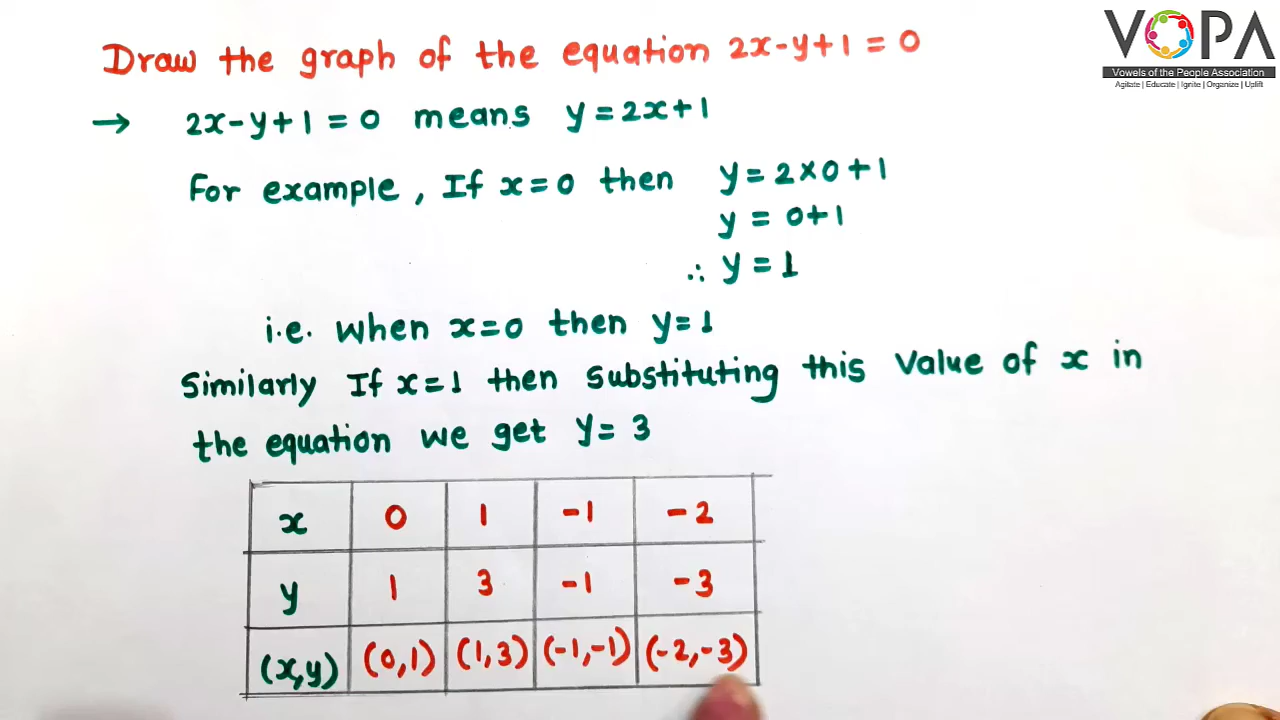 VOPA
Vowels of the People Association
Agitate | Educate | Ignite | Organize | Uplift
Draw the graph of the equation 2x-y+1=0
→ 2x-y+1=0 means y=2x+1
For example, If x=0 then y=2×0+1
y = 0+1
∴ y=1
i.e. when x=0 then y=1
Similarly If x=1 then substituting this value of x in
the equation we get y=3
x 0 1 -1 -2
y 1 3 -1 -3
(x,y) (0,1) (1,3) (-1,-1) (-2,-3)